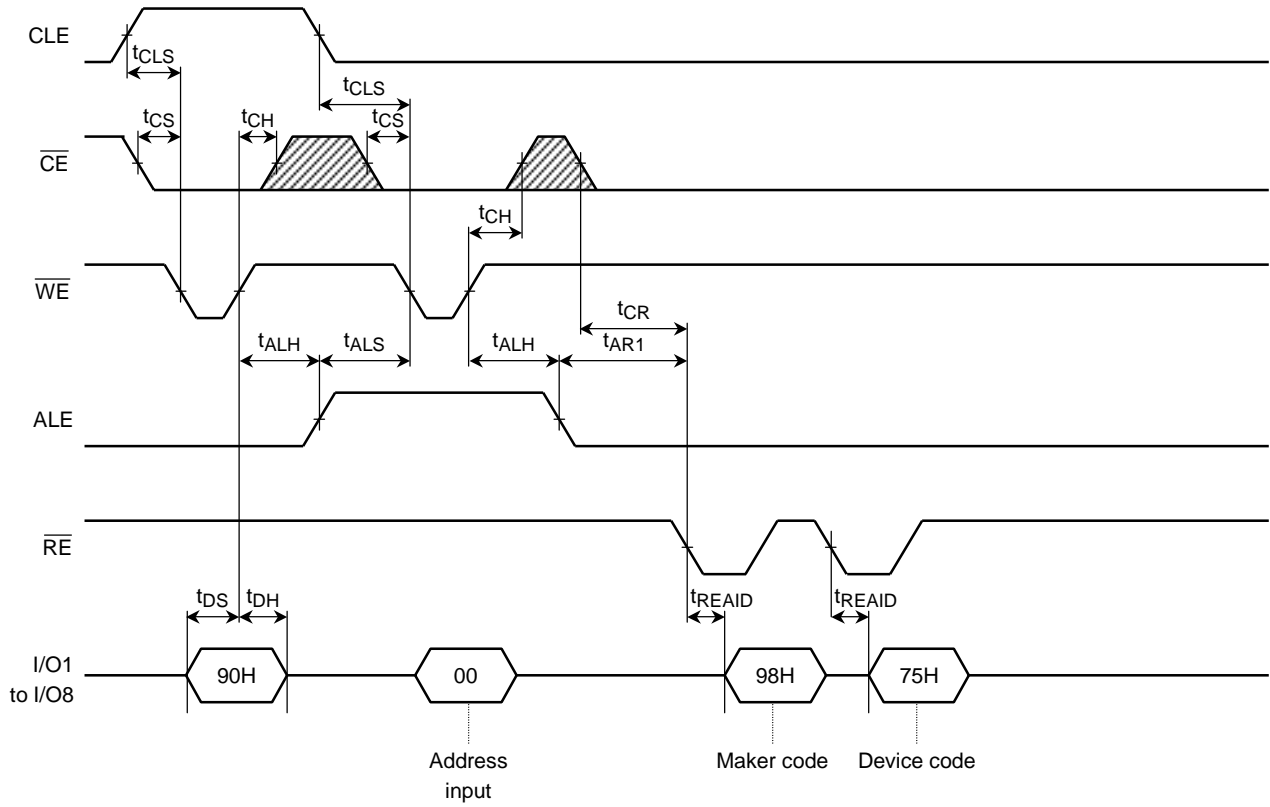 CLE
tCLS
tCLS
tCS
tCH
tCS
CE
tCH
WE
tCR
tALH
tALS
tALH
tAR1
ALE
RE
tDS
tDH
tREAID
tREAID
I/O1
to I/O8
90H
00
98H
75H
Address
input
Maker code
Device code